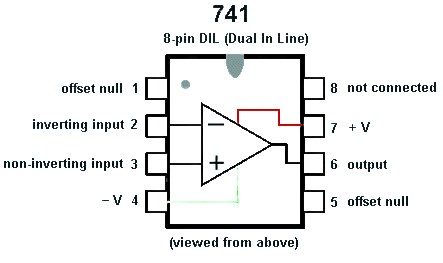 741
8-pin DIL (Dual In Line)
offset null 1
8 not connected
inverting input 2
7 + V
non-inverting input 3
6 output
– V 4
5 offset null
− +
(viewed from above)